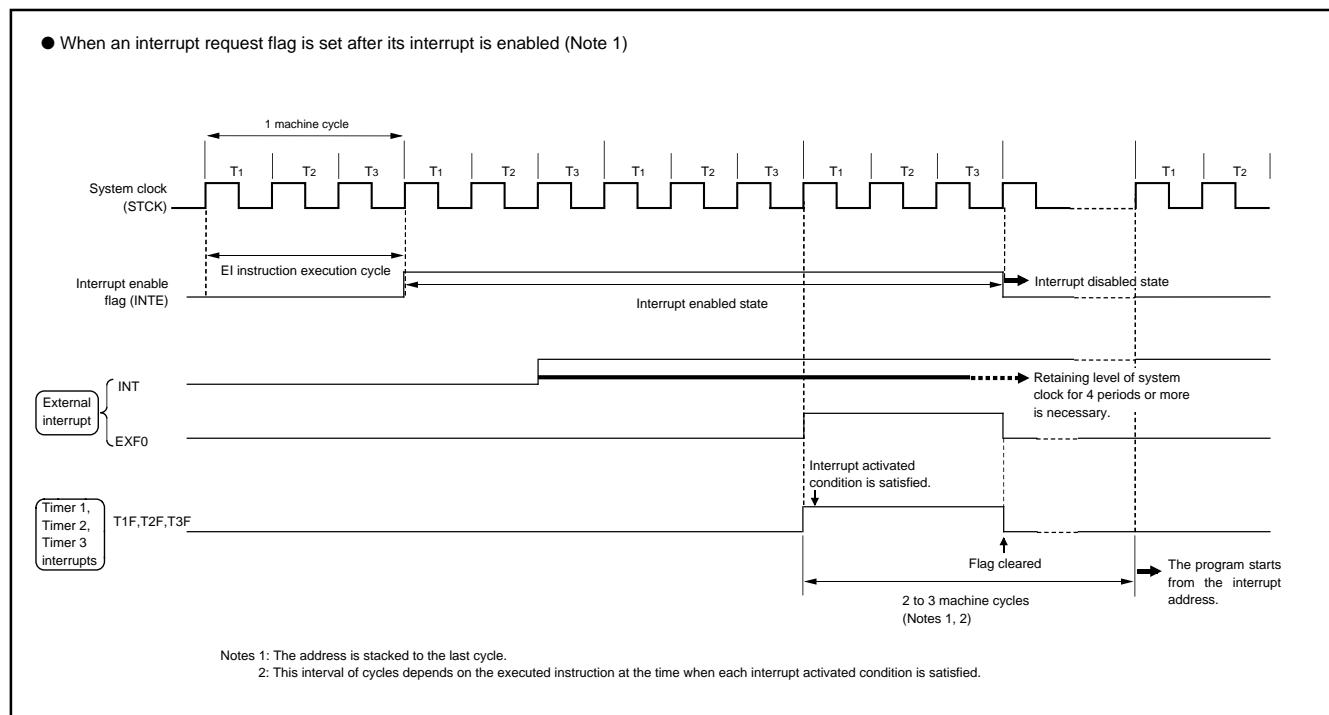 ● When an interrupt request flag is set after its interrupt is enabled (Note 1)
1 machine cycle
T1 T2 T3 T1 T2 T3 T1 T2 T3 T1 T2 T3 T1 T2
System clock
(STCK)
EI instruction execution cycle
Interrupt enable
flag (INTE)
Interrupt enabled state
Interrupt disabled state
INT
External
interrupt
EXF0
Retaining level of system
clock for 4 periods or more
is necessary.
Interrupt activated
condition is satisfied.
Timer 1,
Timer 2,
Timer 3
interrupts
T1F,T2F,T3F
Flag cleared
The program starts
from the interrupt
address.
2 to 3 machine cycles
(Notes 1, 2)
Notes 1: The address is stacked to the last cycle.
2: This interval of cycles depends on the executed instruction at the time when each interrupt activated condition is satisfied.